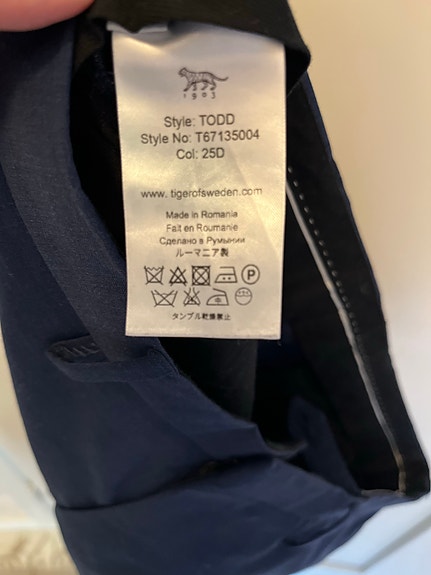 1903
Style: TODD
Style No: T67135004
Col: 25D
www.tigerofsweden.com
Made in Romania
Fait en Roumanie
Сделано в Румынии
ルーマニア製
P
タンブル乾燥禁止